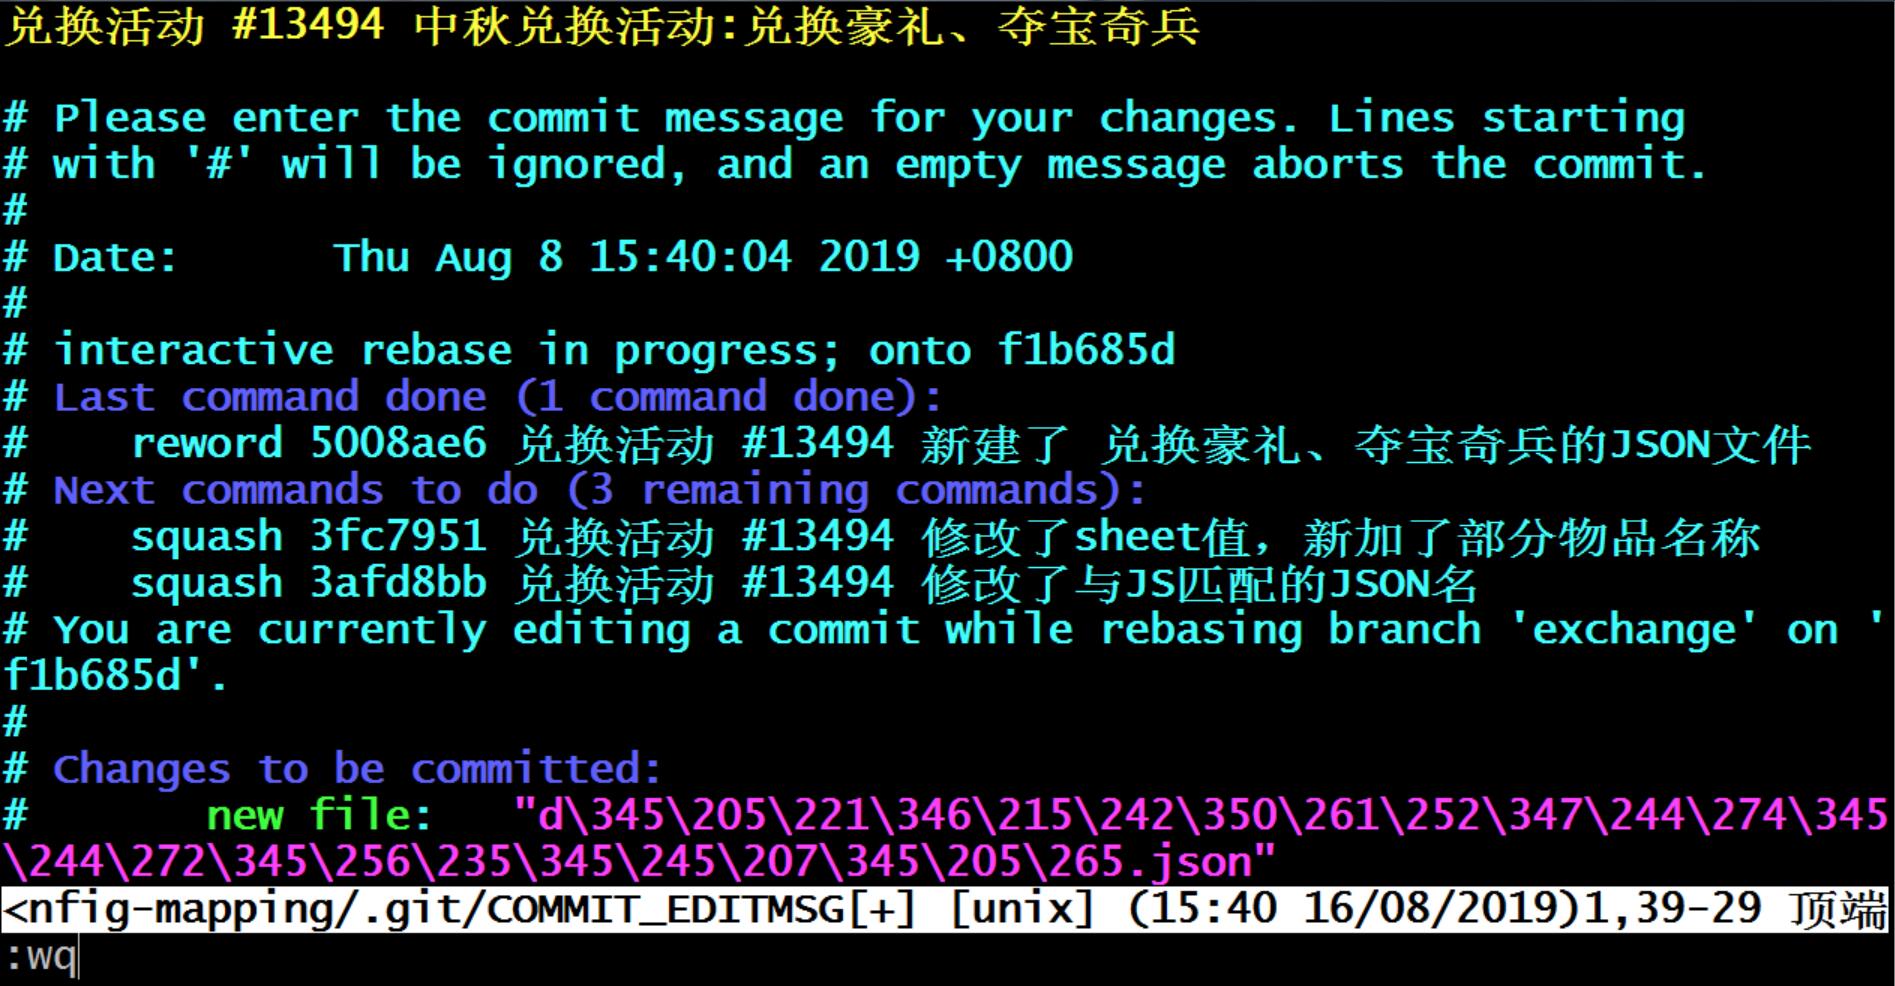 兑换活动 #13494 中秋兑换活动:兑换豪礼、夺宝奇兵
# Please enter the commit message for your changes. Lines starting
# with '#' will be ignored, and an empty message aborts the commit.
#
# Date:      Thu Aug 8 15:40:04 2019 +0800
#
# interactive rebase in progress; onto f1b685d
# Last command done (1 command done):
#    reword 5008ae6 兑换活动 #13494 新建了 兑换豪礼、夺宝奇兵的JSON文件
# Next commands to do (3 remaining commands):
#    squash 3fc7951 兑换活动 #13494 修改了sheet值，新加了部分物品名称
#    squash 3afd8bb 兑换活动 #13494 修改了与JS匹配的JSON名
# You are currently editing a commit while rebasing branch 'exchange' on '
f1b685d'.
#
# Changes to be committed:
#       new file:   "d\345\205\221\346\215\242\350\261\252\347\244\274\345
\244\272\345\256\235\345\245\207\345\205\265.json"
<nfig-mapping/.git/COMMIT_EDITMSG[+] [unix] (15:40 16/08/2019)1,39-29 顶端
:wq